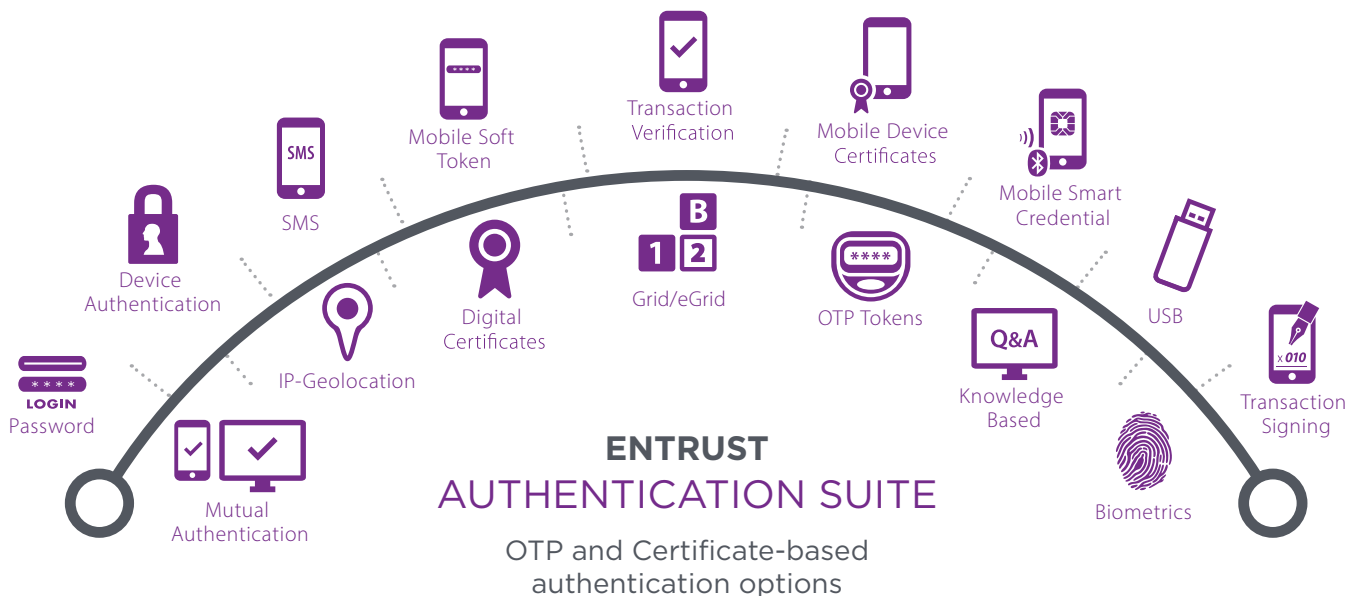 Transaction
Verification
Mobile Device
Certificates
Mobile Soft
Token
****
SMS
SMS
Mobile Smart
Credential
Device
Authentication
B
1 2
Grid/eGrid
****
OTP Tokens
Digital
Certificates
IP-Geolocation
USB
Q&A
Knowledge
Based
x 010
Transaction
Signing
****
LOGIN
Password
Mutual
Authentication
Biometrics
ENTRUST
AUTHENTICATION SUITE
OTP and Certificate-based
authentication options